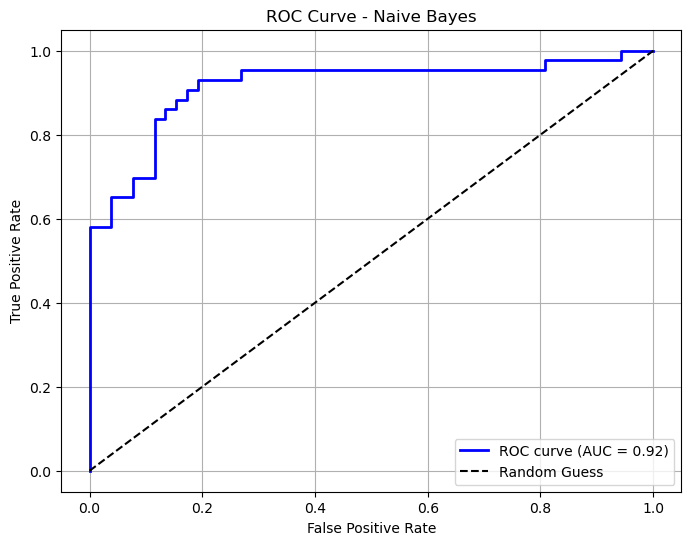 ROC Curve - Naive Bayes
1.0
0.8
0.6
0.4
0.2
0.0
True Positive Rate
0.0 0.2 0.4 0.6 0.8 1.0
False Positive Rate
ROC curve (AUC = 0.92)
Random Guess